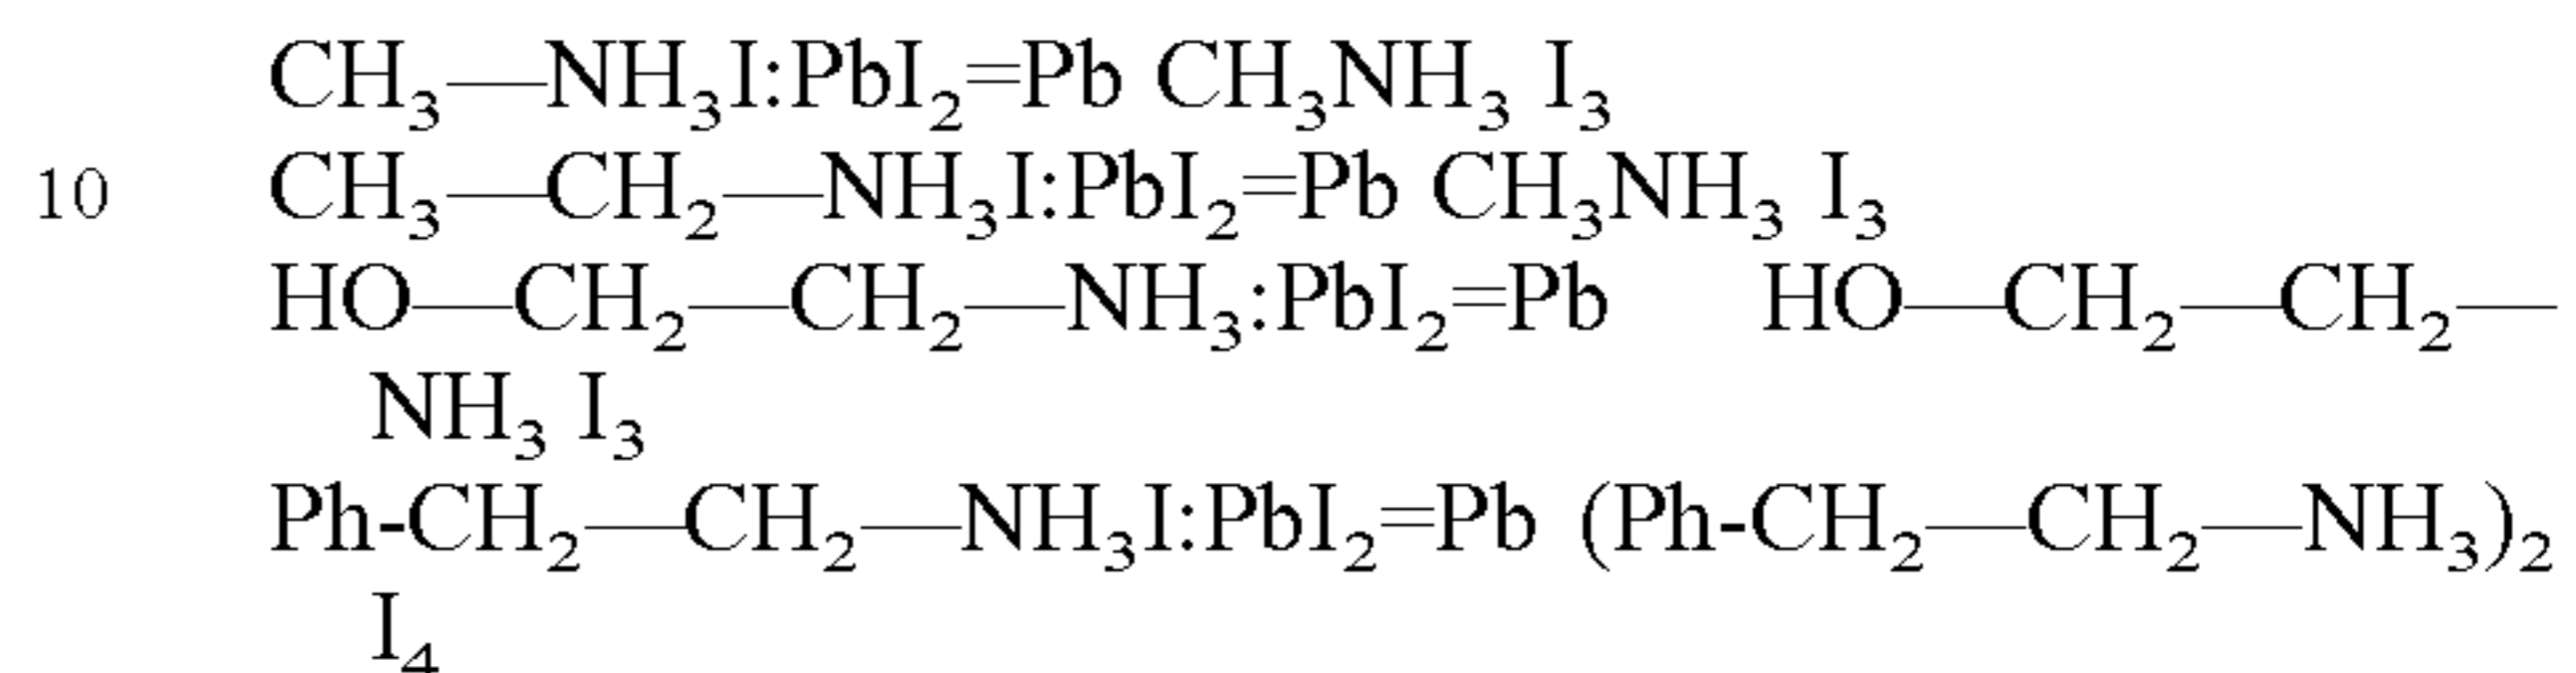 CH₃—NH₃I:PbI₂=Pb CH₃NH₃ I₃
10 CH₃—CH₂—NH₃I:PbI₂=Pb CH₃NH₃ I₃
HO—CH₂—CH₂—NH₃:PbI₂=Pb HO—CH₂—CH₂—
NH₃ I₃
Ph-CH₂—CH₂—NH₃I:PbI₂=Pb (Ph-CH₂—CH₂—NH₃)₂
I₄